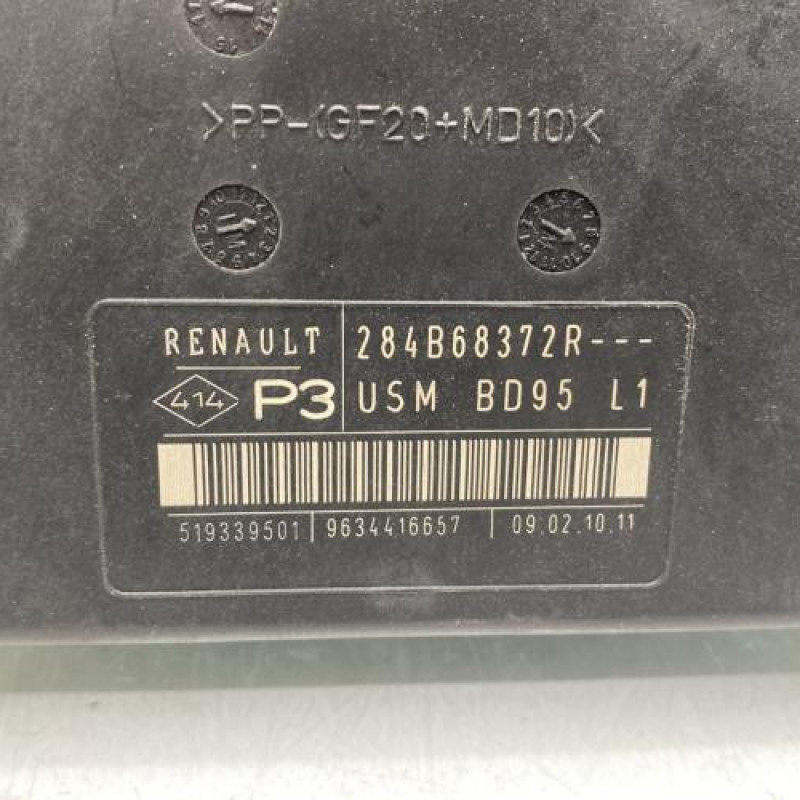 >PP-(GF20+MD10)<
RENAULT 284B68372R---
414 P3 USM BD95 L1
519339501 9634416657 09.02.10.11